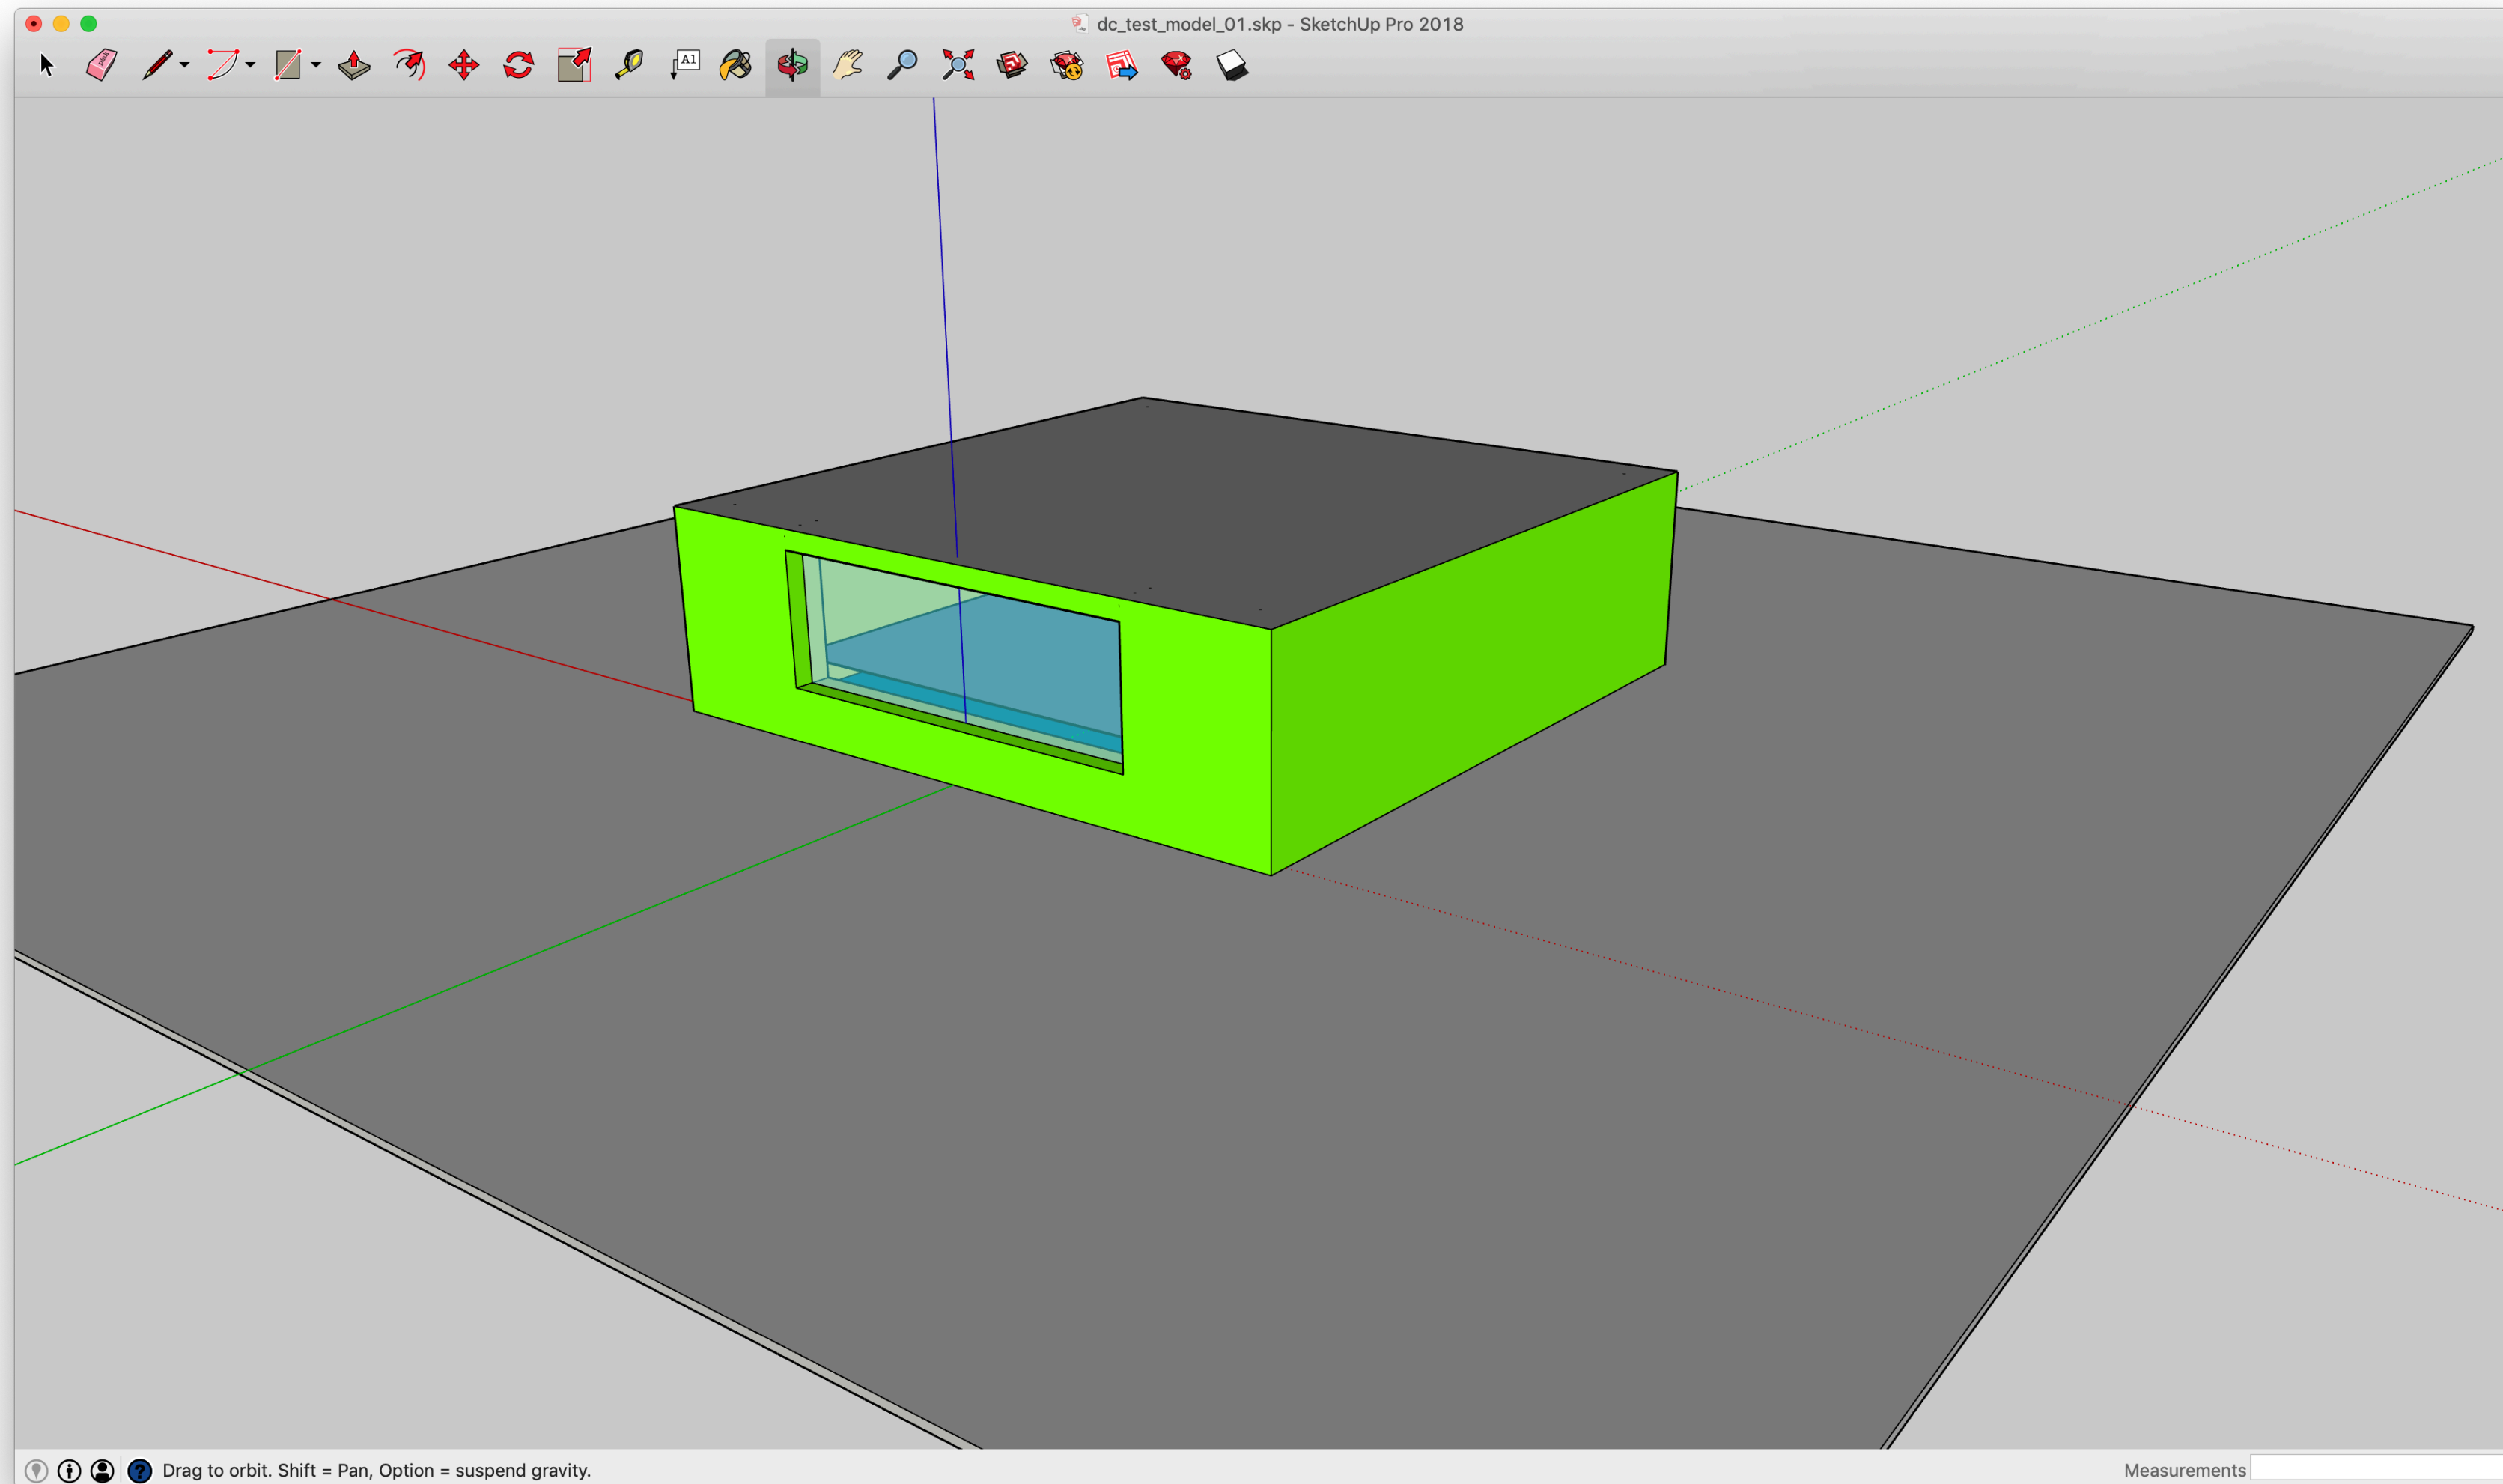 dc_test_model_01.skp - SketchUp Pro 2018
A1
Drag to orbit. Shift = Pan, Option = suspend gravity.
Measurements